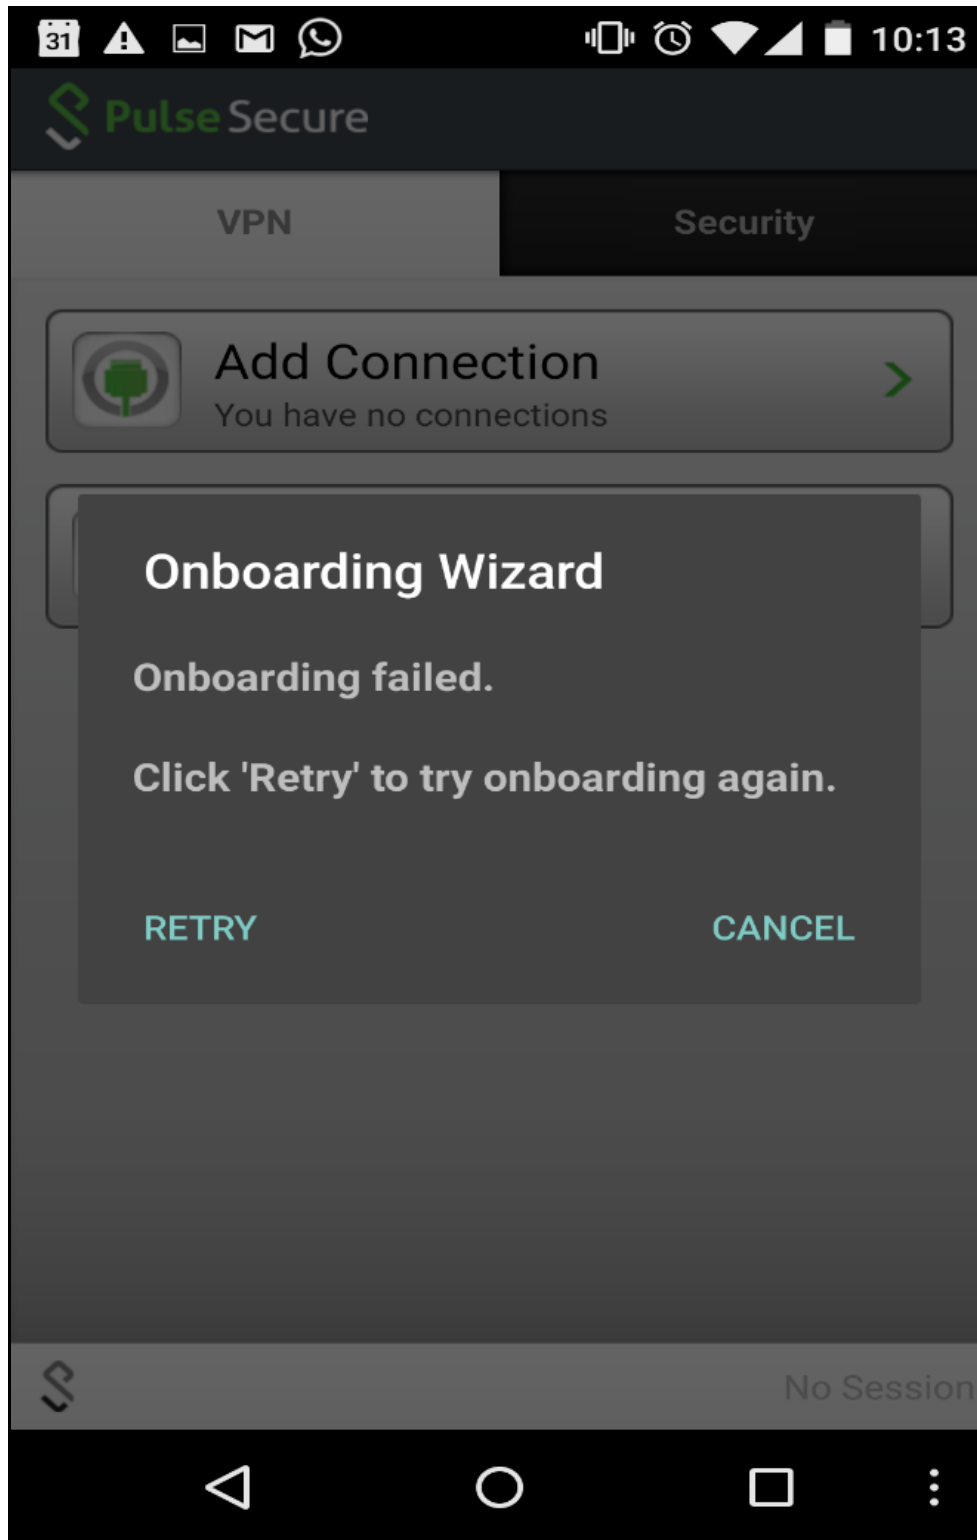 31
10:13
Pulse Secure
VPN
Security
Add Connection
You have no connections
Onboarding Wizard
Onboarding failed.
Click 'Retry' to try onboarding again.
RETRY
CANCEL
No Session